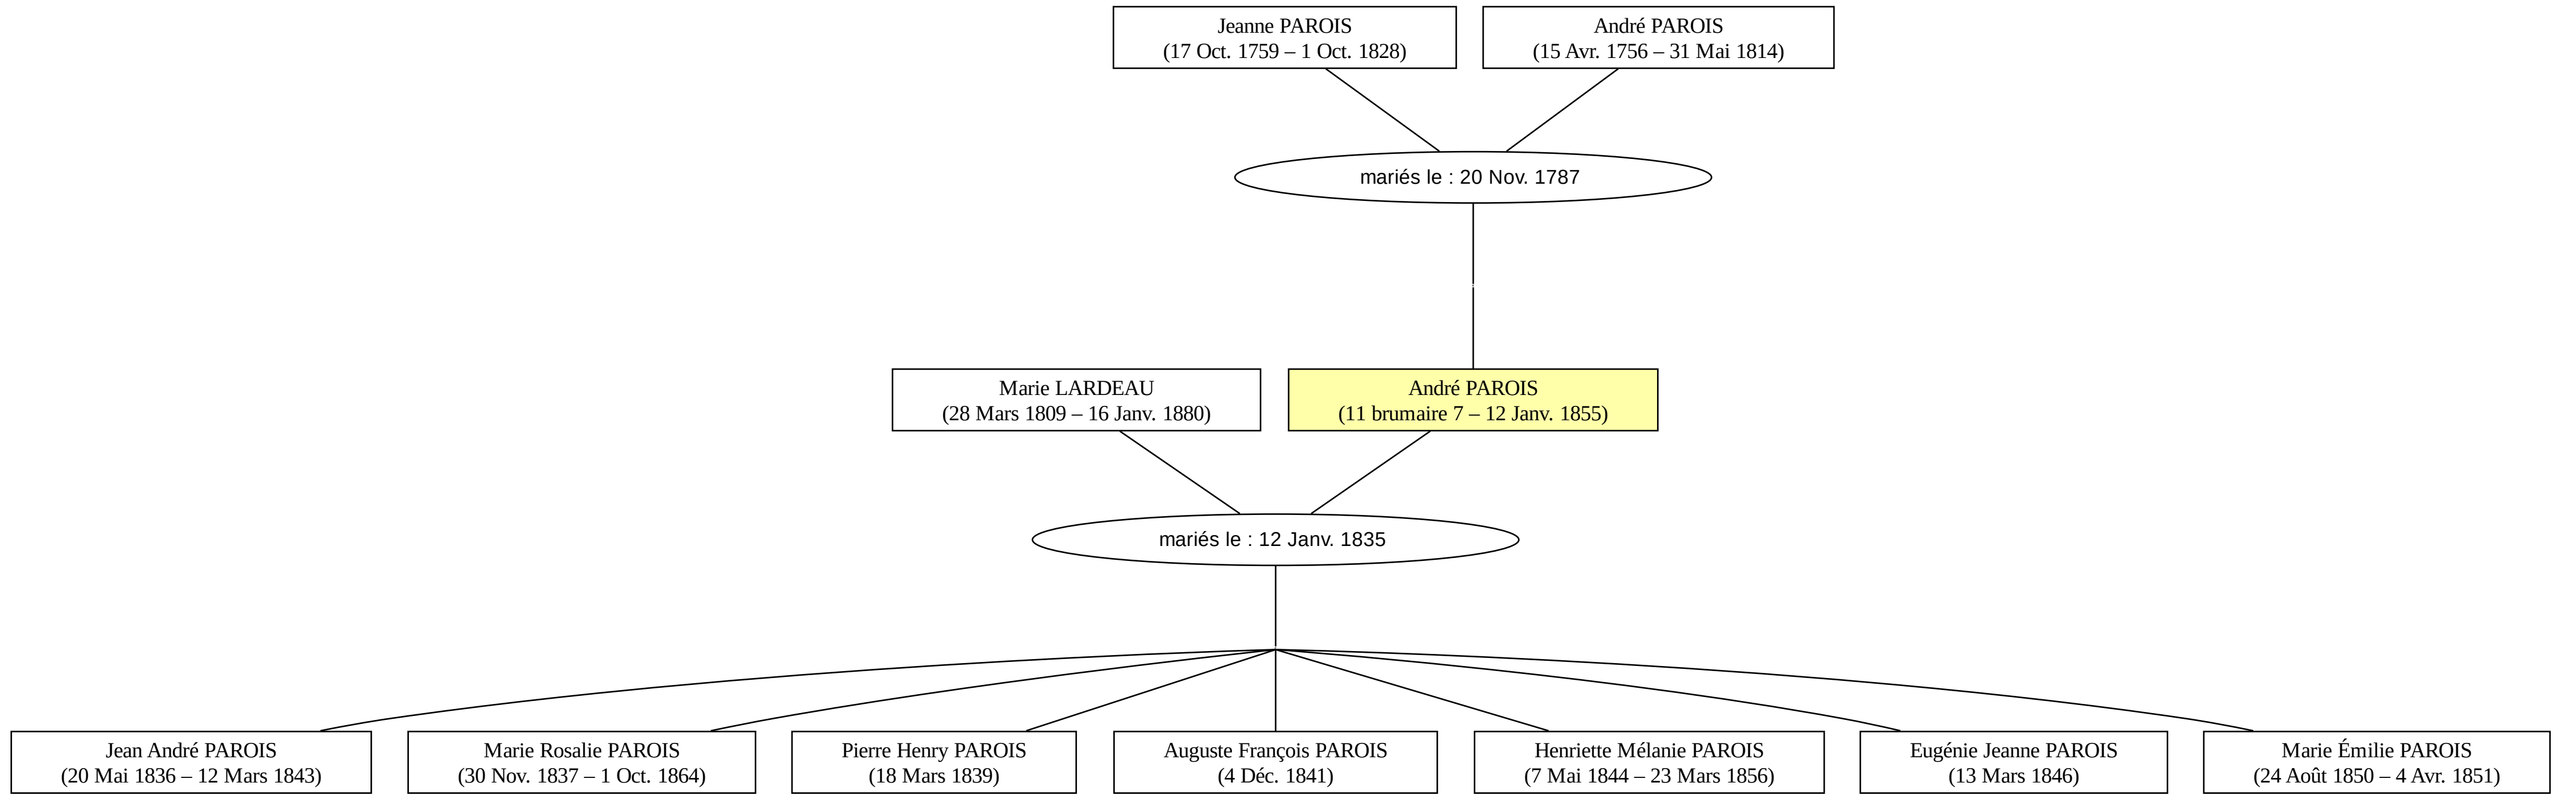 Jeanne PAROIS
(17 Oct. 1759 – 1 Oct. 1828)
André PAROIS
(15 Avr. 1756 – 31 Mai 1814)
mariés le : 20 Nov. 1787
Marie LARDEAU
(28 Mars 1809 – 16 Janv. 1880)
André PAROIS
(11 brumaire 7 – 12 Janv. 1855)
mariés le : 12 Janv. 1835
Jean André PAROIS
(20 Mai 1836 – 12 Mars 1843)
Marie Rosalie PAROIS
(30 Nov. 1837 – 1 Oct. 1864)
Pierre Henry PAROIS
(18 Mars 1839)
Auguste François PAROIS
(4 Déc. 1841)
Henriette Mélanie PAROIS
(7 Mai 1844 – 23 Mars 1856)
Eugénie Jeanne PAROIS
(13 Mars 1846)
Marie Émilie PAROIS
(24 Août 1850 – 4 Avr. 1851)